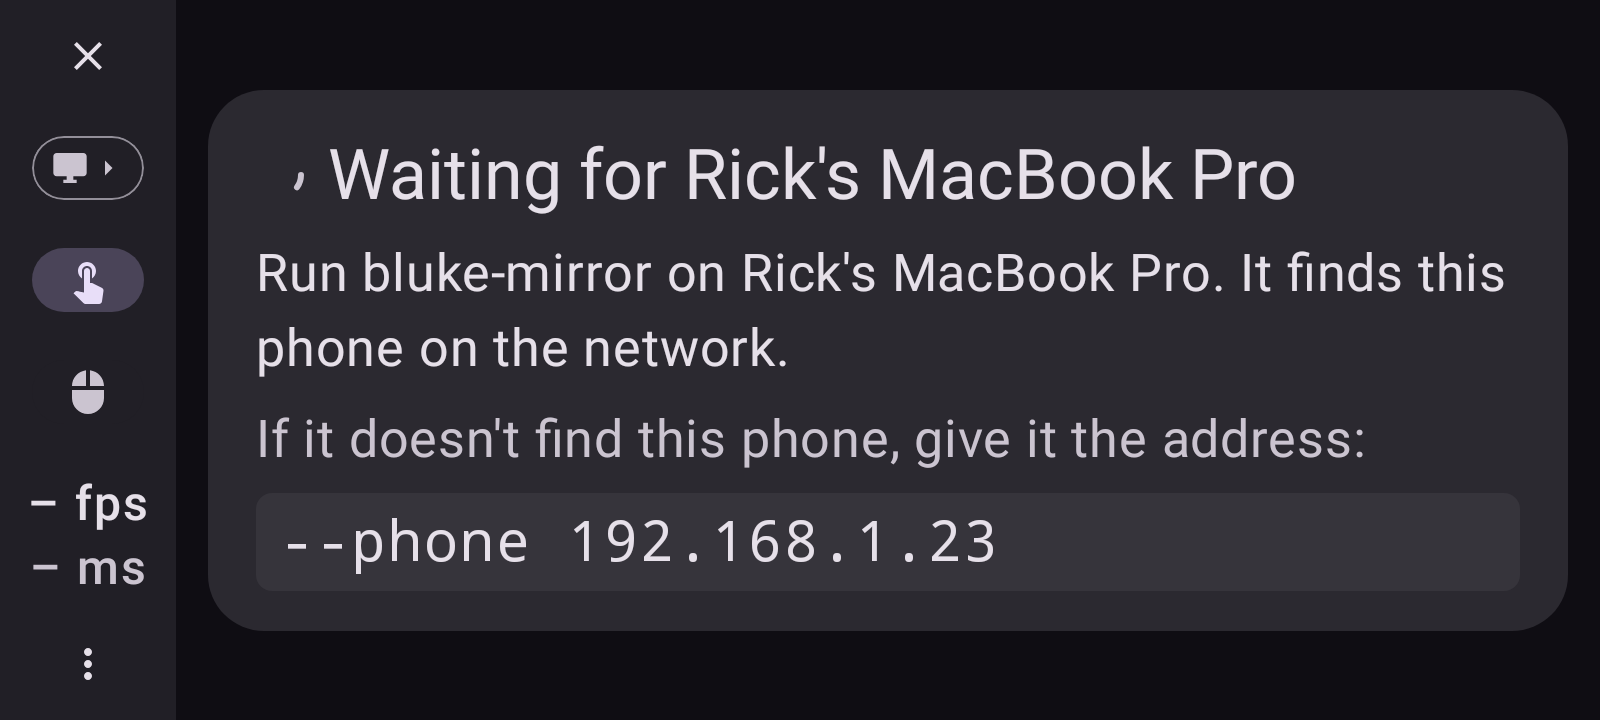 Waiting for Rick's MacBook Pro
Run bluke-mirror on Rick's MacBook Pro. It finds this
phone on the network.
If it doesn't find this phone, give it the address:
--phone 192.168.1.23
– fps
– ms